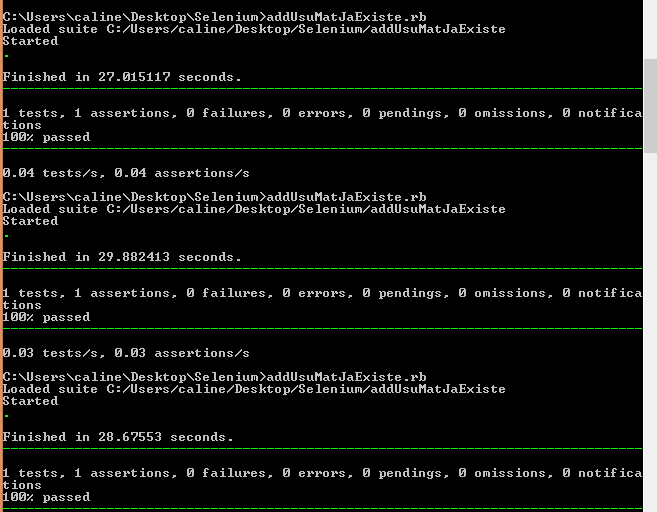 C:\Users\caline\Desktop\Selenium>addUsuMatJaExiste.rb
Loaded suite C:/Users/caline/Desktop/Selenium/addUsuMatJaExiste
Started
.
Finished in 27.015117 seconds.
1 tests, 1 assertions, 0 failures, 0 errors, 0 pendings, 0 omissions, 0 notifica
tions
100% passed
0.04 tests/s, 0.04 assertions/s
C:\Users\caline\Desktop\Selenium>addUsuMatJaExiste.rb
Loaded suite C:/Users/caline/Desktop/Selenium/addUsuMatJaExiste
Started
.
Finished in 29.882413 seconds.
1 tests, 1 assertions, 0 failures, 0 errors, 0 pendings, 0 omissions, 0 notifica
tions
100% passed
0.03 tests/s, 0.03 assertions/s
C:\Users\caline\Desktop\Selenium>addUsuMatJaExiste.rb
Loaded suite C:/Users/caline/Desktop/Selenium/addUsuMatJaExiste
Started
.
Finished in 28.67553 seconds.
1 tests, 1 assertions, 0 failures, 0 errors, 0 pendings, 0 omissions, 0 notifica
tions
100% passed